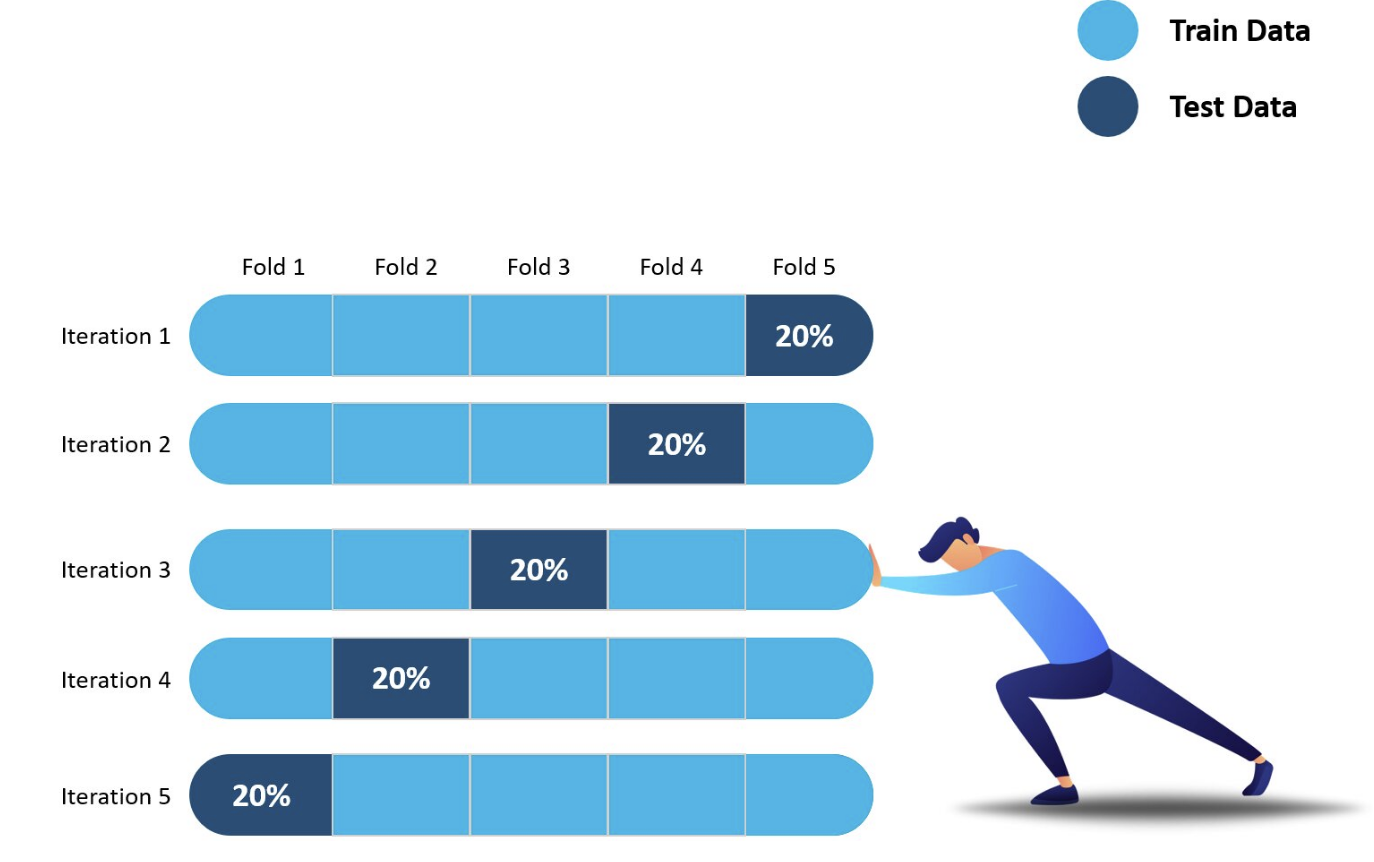 Train Data
Test Data
Fold 1 Fold 2 Fold 3 Fold 4 Fold 5
Iteration 1 20%
Iteration 2 20%
Iteration 3 20%
Iteration 4 20%
Iteration 5 20%